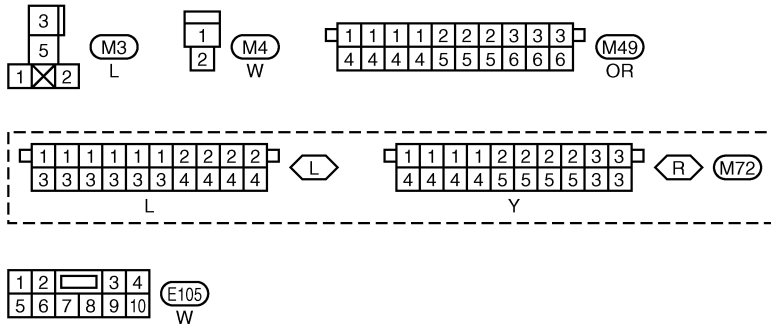 3
5 M3
1 2 L
1 M4
2 W
1 1 1 1 2 2 2 3 3 3 M49
4 4 4 4 5 5 5 6 6 6 OR
1 1 1 1 1 1 2 2 2 2 L
3 3 3 3 3 3 4 4 4 4
L
1 1 1 1 2 2 2 2 3 3 R M72
4 4 4 4 5 5 5 5 3 3
Y
1 2 3 4 E105
5 6 7 8 9 10 W